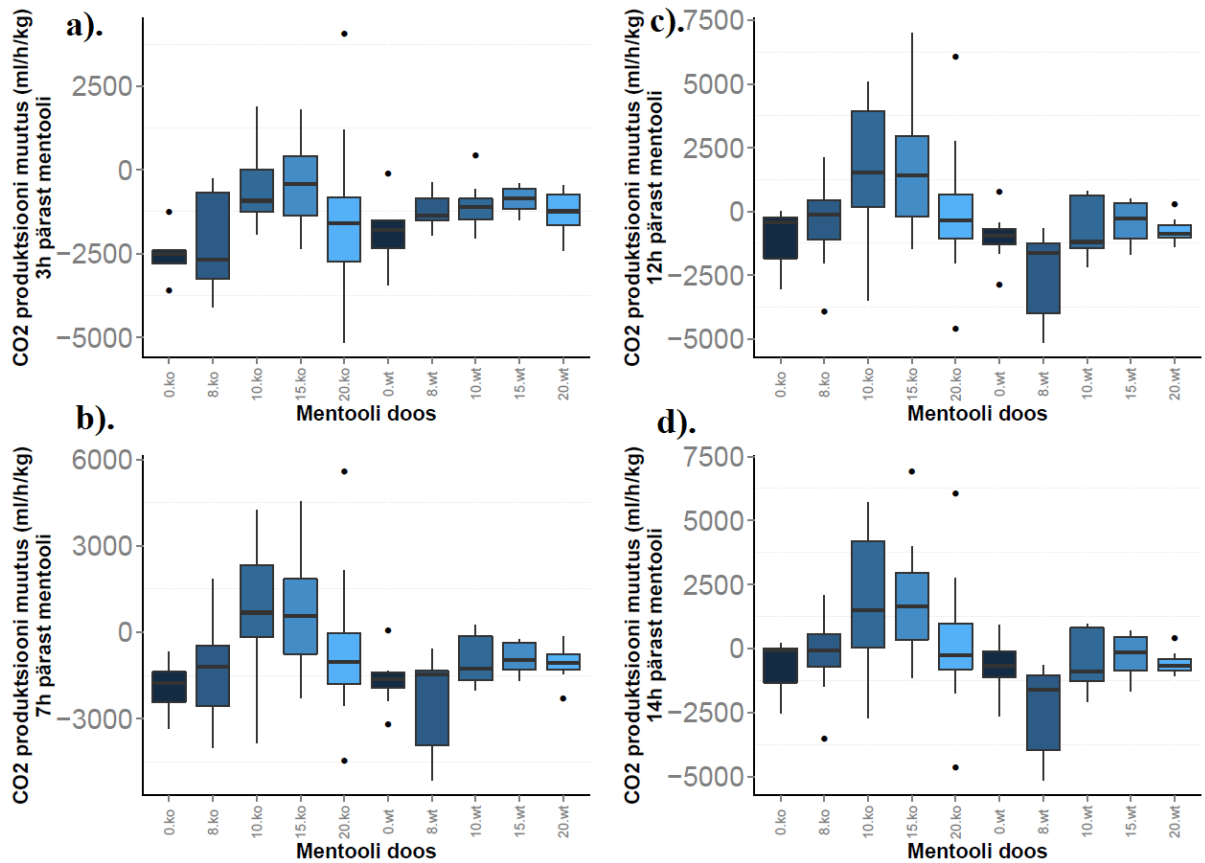 a).
CO2 produktsiooni muutus (ml/h/kg)
3h pärast mentooli
2500
0
−2500
−5000
0.ko
8.ko
10.ko
15.ko
20.ko
0.wt
8.wt
10.wt
15.wt
20.wt
Mentooli doos
b).
CO2 produktsiooni muutus (ml/h/kg)
7h pärast mentooli
6000
3000
0
−3000
0.ko
8.ko
10.ko
15.ko
20.ko
0.wt
8.wt
10.wt
15.wt
20.wt
Mentooli doos
c).
CO2 produktsiooni muutus (ml/h/kg)
12h pärast mentooli
7500
5000
2500
0
−2500
−5000
0.ko
8.ko
10.ko
15.ko
20.ko
0.wt
8.wt
10.wt
15.wt
20.wt
Mentooli doos
d).
CO2 produktsiooni muutus (ml/h/kg)
14h pärast mentooli
7500
5000
2500
0
−2500
−5000
0.ko
8.ko
10.ko
15.ko
20.ko
0.wt
8.wt
10.wt
15.wt
20.wt
Mentooli doos